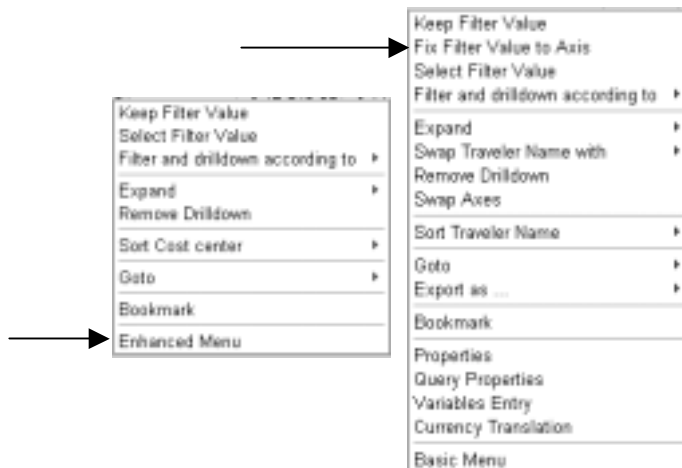 Keep Filter Value
Select Filter Value
Filter and drilldown according to
Expand
Remove Drilldown
Sort Cost center
Goto
Bookmark
Enhanced Menu
Keep Filter Value
Fix Filter Value to Axis
Select Filter Value
Filter and drilldown according to
Expand
Swap Traveler Name with
Remove Drilldown
Swap Axes
Sort Traveler Name
Goto
Export as ...
Bookmark
Properties
Query Properties
Variables Entry
Currency Translation
Basic Menu